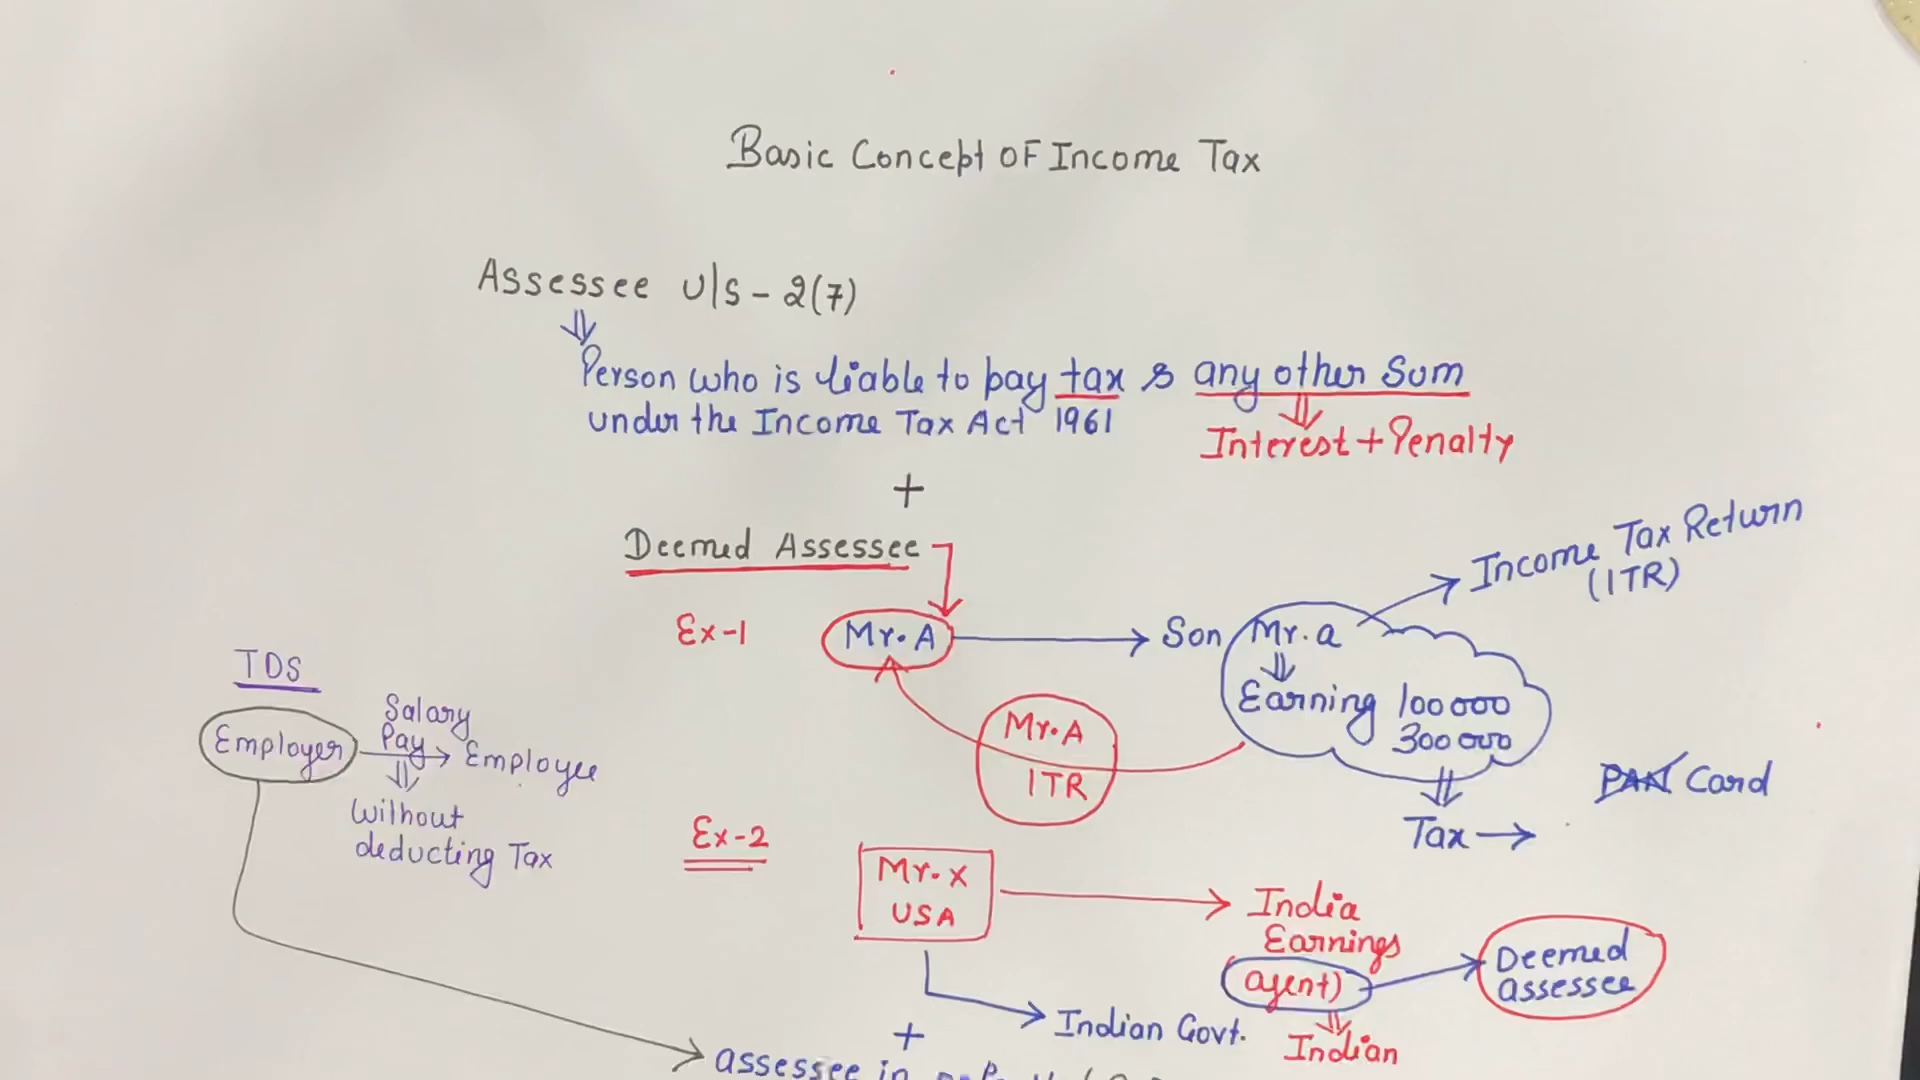 Basic Concept OF Income Tax
Assessee U/S - 2(7)
Person who is liable to pay tax & any other Sum
under the Income Tax Act 1961
Interest + Penalty
+
Deemed Assessee
Income Tax Return
(ITR)
Ex-1
Mr. A
Son
Mr. a
Earning 100000
300000
Mr. A
ITR
Tax
PAN Card
TDS
Employer
Salary
Pay
Employee
Without
deducting Tax
Ex-2
Mr. X
USA
India
Earnings
agent)
Indian
Deemed
assessee
Indian Govt.
+
assessee in